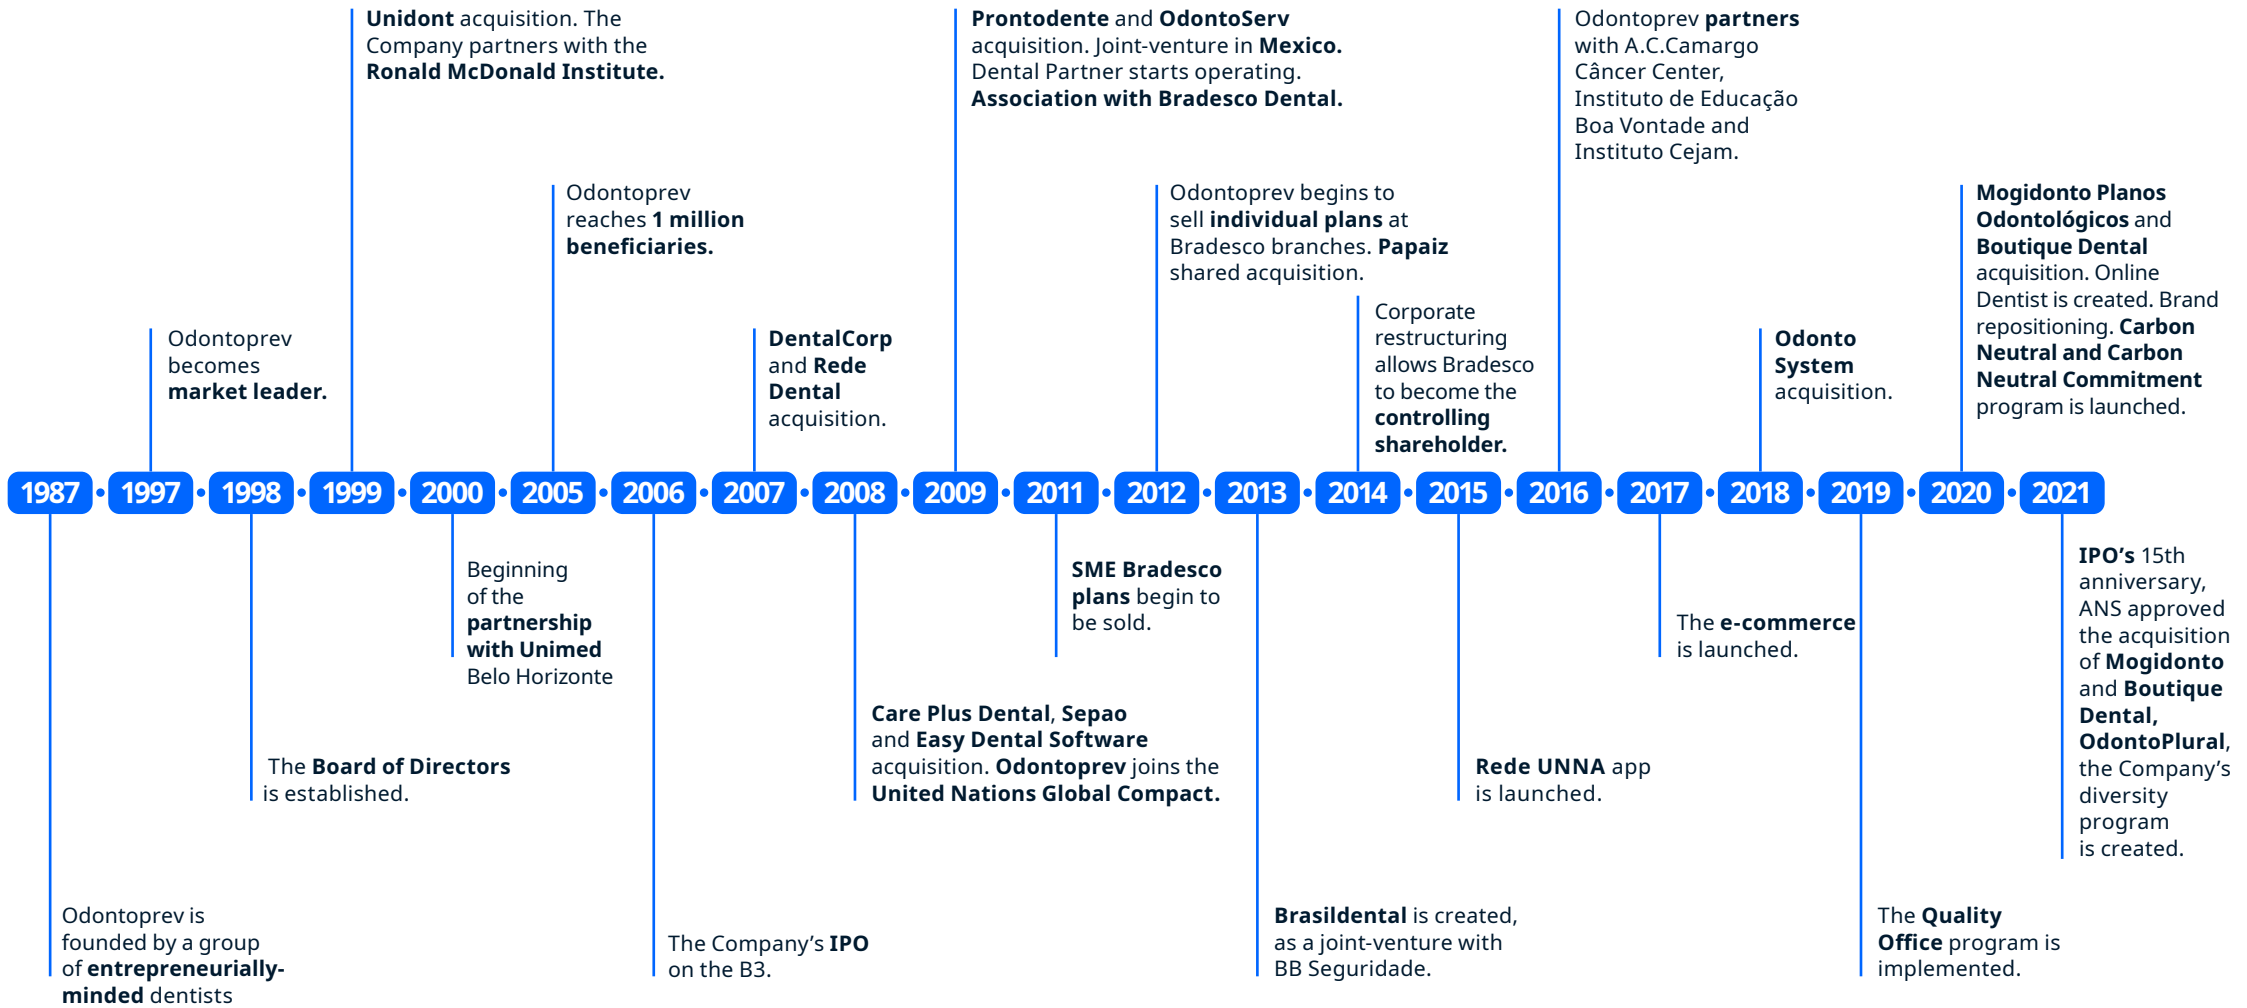 Unidont acquisition. The
Company partners with the
Ronald McDonald Institute.
Prontodente and OdontoServ
acquisition. Joint-venture in Mexico.
Dental Partner starts operating.
Association with Bradesco Dental.
Odontoprev partners
with A.C.Camargo
Câncer Center,
Instituto de Educação
Boa Vontade and
Instituto Cejam.
Odontoprev
reaches 1 million
beneficiaries.
Odontoprev begins to
sell individual plans at
Bradesco branches. Papaiz
shared acquisition.
Mogidonto Planos
Odontológicos and
Boutique Dental
acquisition. Online
Dentist is created. Brand
repositioning. Carbon
Neutral and Carbon
Neutral Commitment
program is launched.
Odontoprev
becomes
market leader.
DentalCorp
and Rede
Dental
acquisition.
Corporate
restructuring
allows Bradesco
to become the
controlling
shareholder.
Odonto
System
acquisition.
1987 1997 1998 1999 2000 2005 2006 2007 2008 2009 2011 2012 2013 2014 2015 2016 2017 2018 2019 2020 2021
Beginning
of the
partnership
with Unimed
Belo Horizonte
SME Bradesco
plans begin to
be sold.
The e-commerce
is launched.
IPO’s 15th
anniversary,
ANS approved
the acquisition
of Mogidonto
and Boutique
Dental,
OdontoPlural,
the Company’s
diversity
program
is created.
The Board of Directors
is established.
Care Plus Dental, Sepao
and Easy Dental Software
acquisition. Odontoprev joins the
United Nations Global Compact.
Rede UNNA app
is launched.
Odontoprev is
founded by a group
of entrepreneurially-
minded dentists
The Company’s IPO
on the B3.
Brasildental is created,
as a joint-venture with
BB Seguridade.
The Quality
Office program is
implemented.